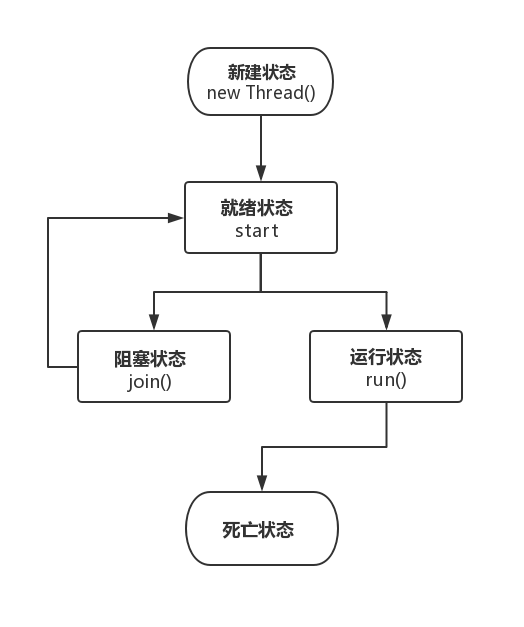 新建状态
new Thread()
就绪状态
start
阻塞状态
join()
运行状态
run()
死亡状态